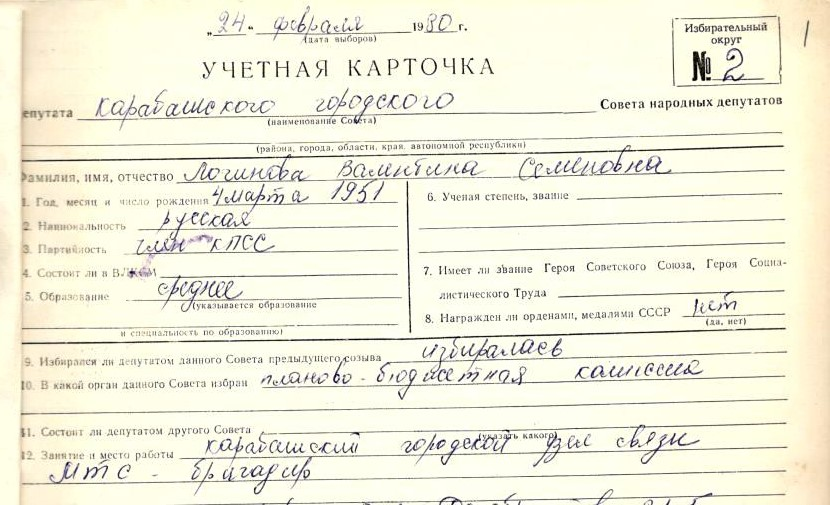 „24“ февраля 1980 г.
(дата выборов)
Избирательный
округ
№ 2
1
УЧЕТНАЯ КАРТОЧКА
депутата Карабашского городского Совета народных депутатов
(наименование Совета)
(района, города, области, края, автономной республики)
Фамилия, имя, отчество Логинова Валентина Семеновна
1. Год, месяц и число рождения 4 марта 1951
2. Национальность русская
3. Партийность член КПСС
4. Состоит ли в ВЛКСМ
5. Образование среднее
(указывается образование
и специальность по образованию)
6. Ученая степень, звание
7. Имеет ли звание Героя Советского Союза, Героя Социа-
листического Труда
8. Награжден ли орденами, медалями СССР нет
(да, нет)
9. Избирался ли депутатом данного Совета предыдущего созыва избиралась
10. В какой орган данного Совета избран планово-бюджетная комиссия
11. Состоит ли депутатом другого Совета
(указать какого)
12. Занятие и место работы Карабашский городской узел связи
МТС - бригадир